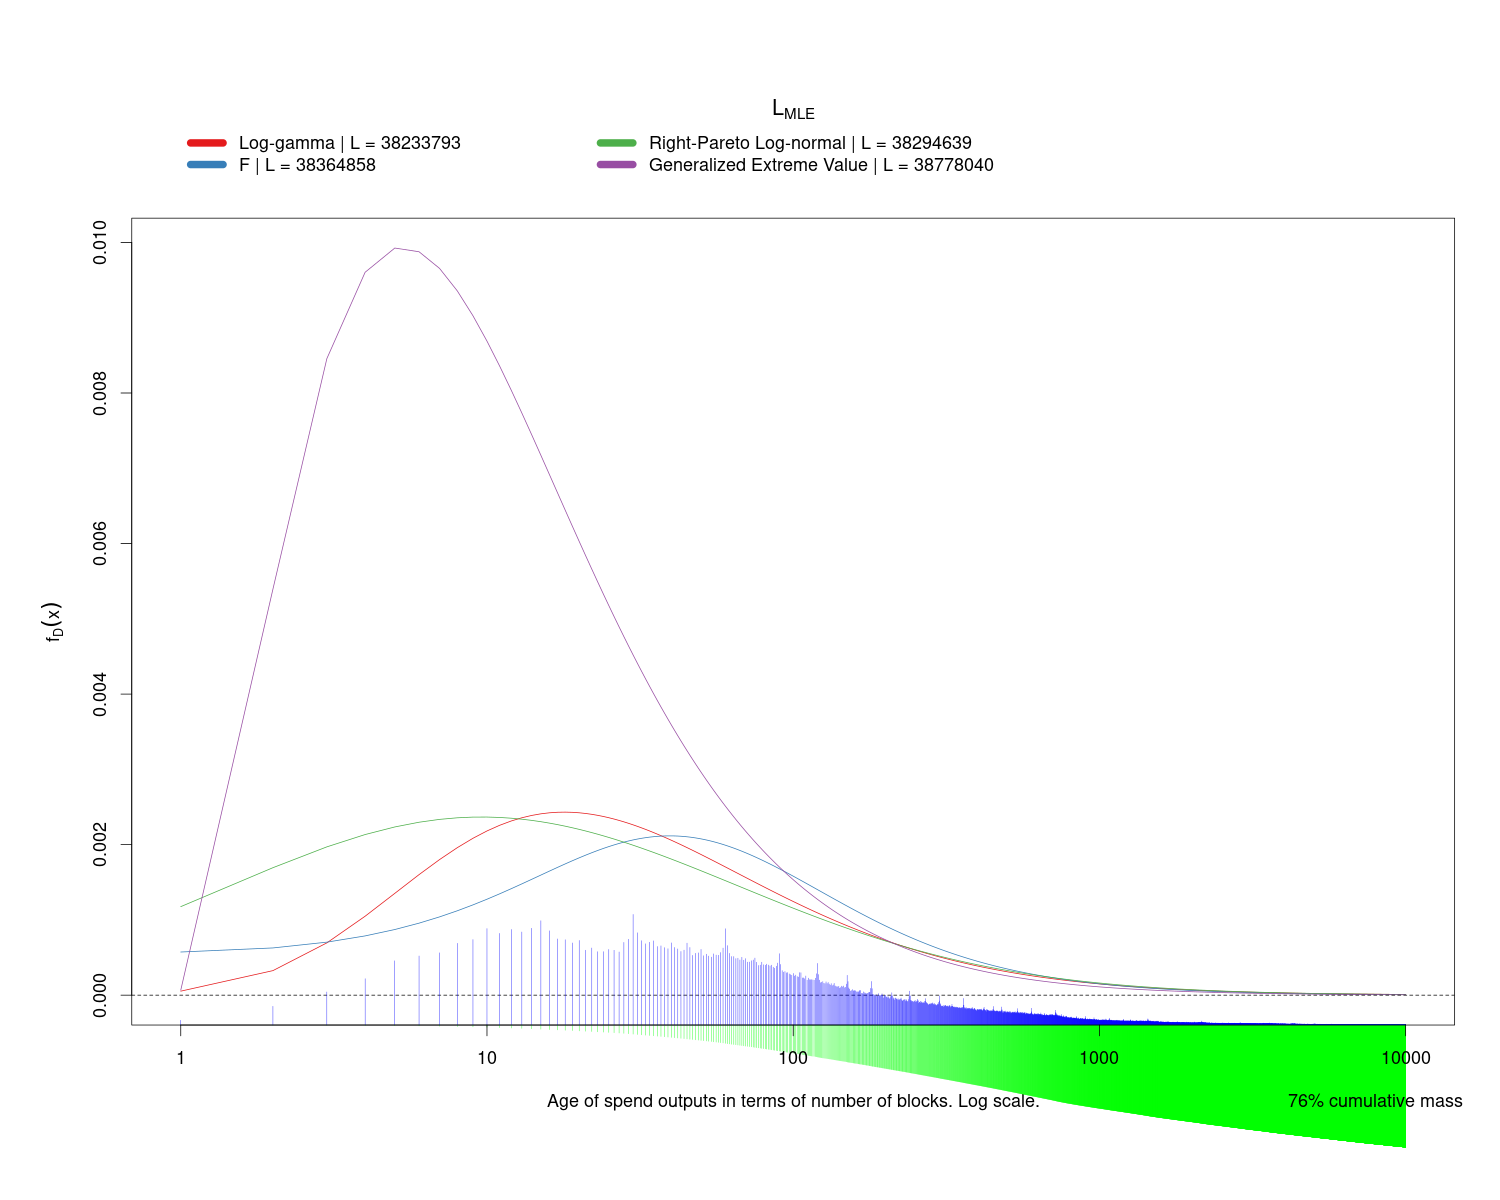 L_MLE
Log-gamma | L = 38233793
Right-Pareto Log-normal | L = 38294639
F | L = 38364858
Generalized Extreme Value | L = 38778040
0.010
0.008
0.006
0.004
0.002
0.000
f_D(x)
1 10 100 1000 10000
Age of spend outputs in terms of number of blocks. Log scale.
76% cumulative mass